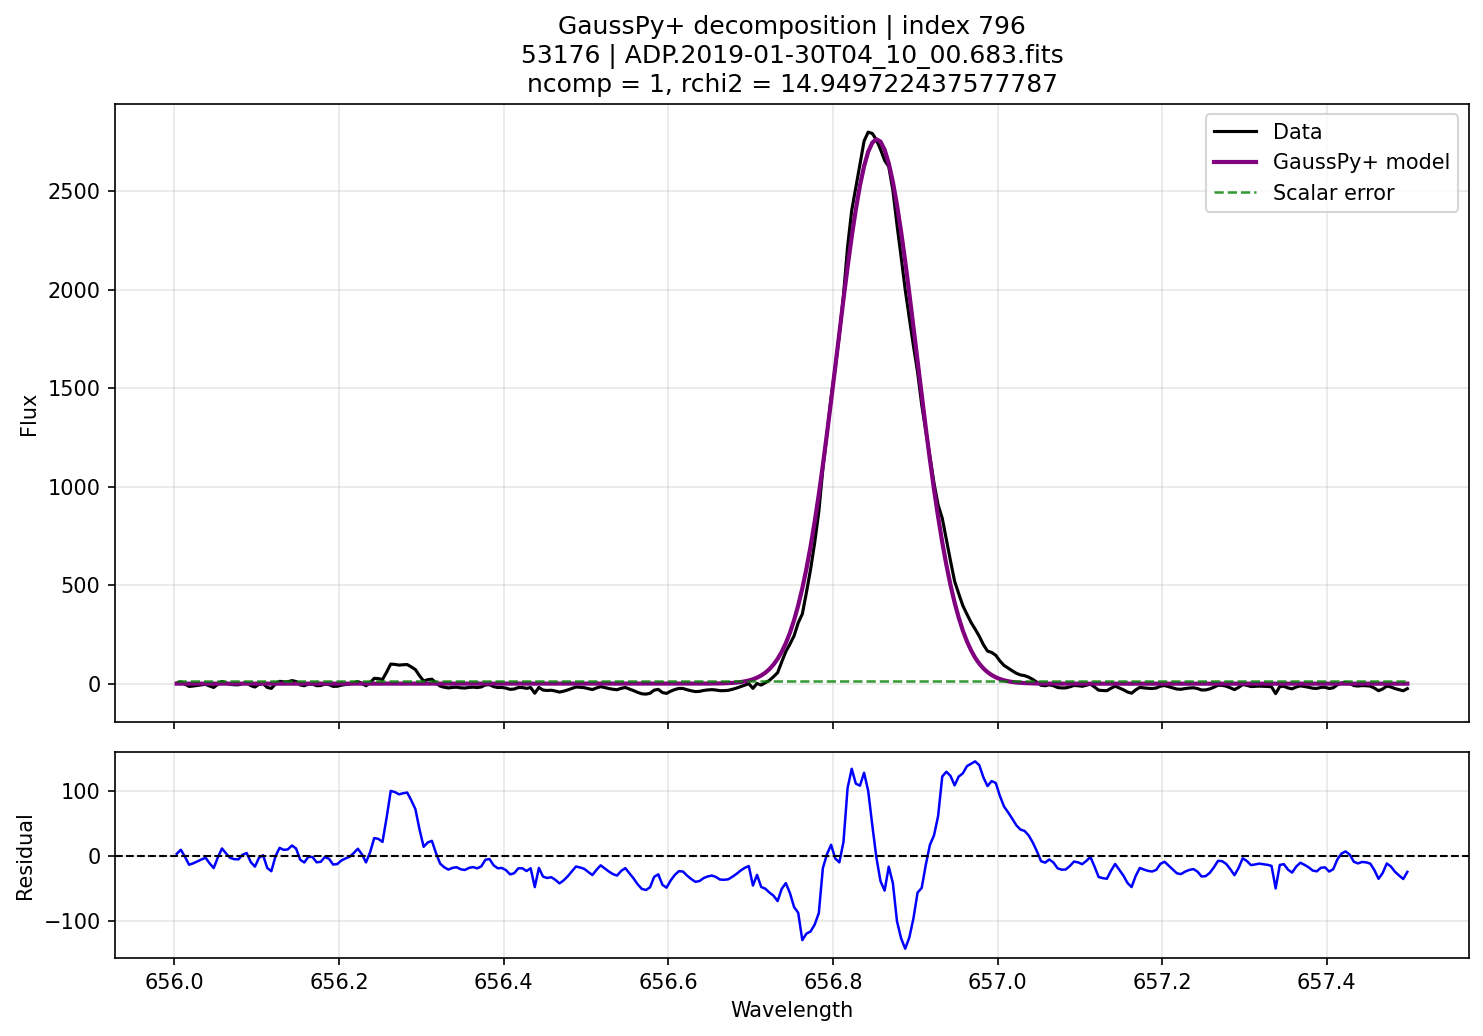 GaussPy+ decomposition | index 796
53176 | ADP.2019-01-30T04_10_00.683.fits
ncomp = 1, rchi2 = 14.949722437577787
Data
GaussPy+ model
Scalar error
2500
2000
1500
1000
500
0
Flux
100
0
−100
Residual
656.0 656.2 656.4 656.6 656.8 657.0 657.2 657.4
Wavelength